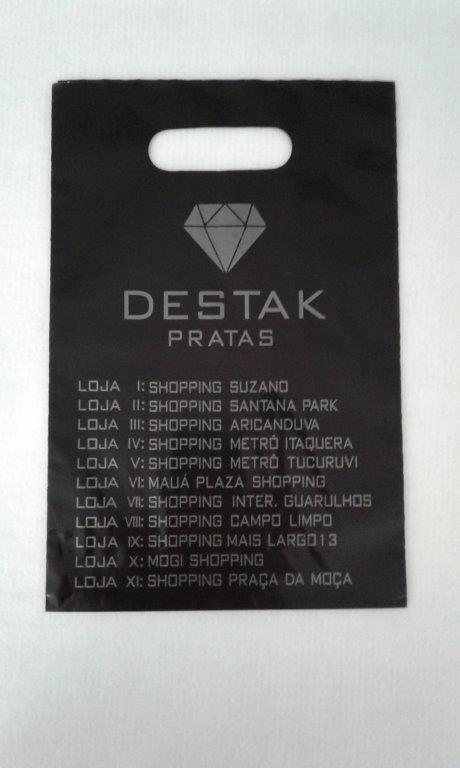 DESTAK
PRATAS
LOJA I: SHOPPING SUZANO
LOJA II: SHOPPING SANTANA PARK
LOJA III: SHOPPING ARICANDUVA
LOJA IV: SHOPPING METRÔ ITAQUERA
LOJA V: SHOPPING METRÔ TUCURUVI
LOJA VI: MAUÁ PLAZA SHOPPING
LOJA VII: SHOPPING INTER. GUARULHOS
LOJA VIII: SHOPPING CAMPO LIMPO
LOJA IX: SHOPPING MAIS LARGO13
LOJA X: MOGI SHOPPING
LOJA XI: SHOPPING PRAÇA DA MOÇA